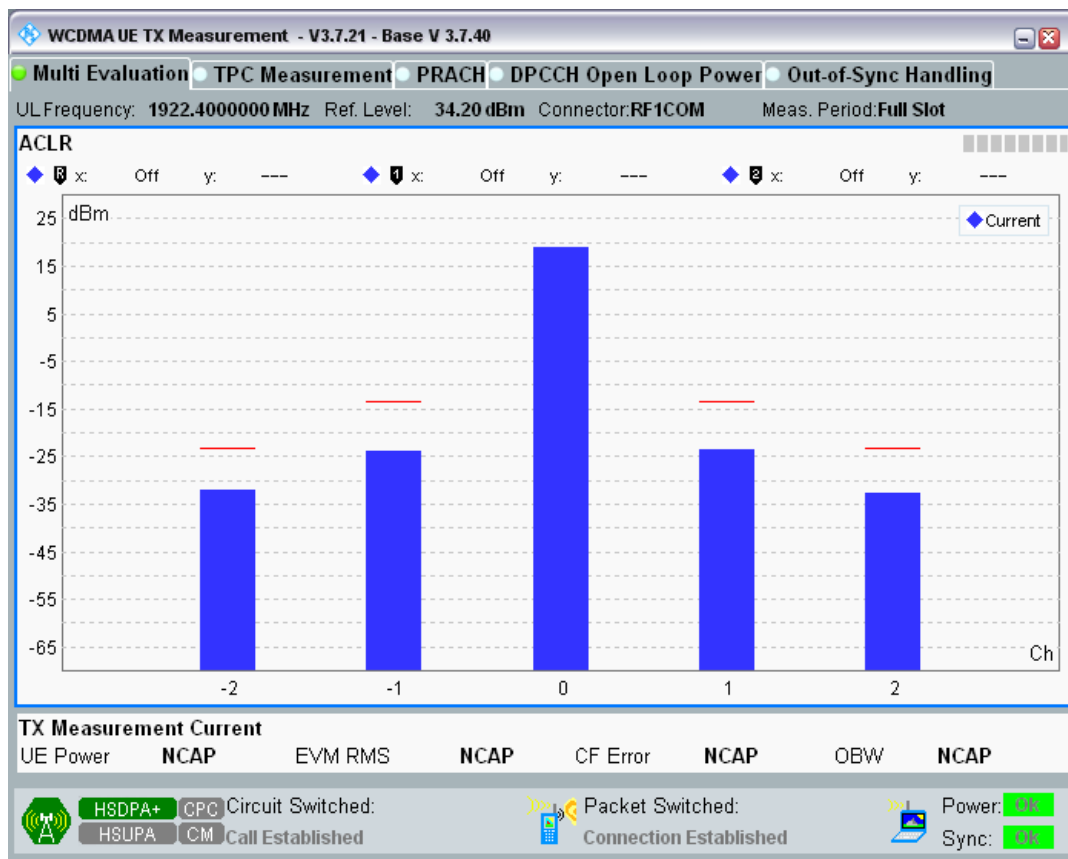 WCDMA UE TX Measurement - V3.7.21 - Base V 3.7.40
Multi Evaluation TPC Measurement PRACH DPCCH Open Loop Power Out-of-Sync Handling
UL Frequency: 1922.4000000 MHz Ref. Level: 34.20 dBm Connector:RF1COM Meas. Period:Full Slot
ACLR
R x: Off y: --- 1 x: Off y: --- 2 x: Off y: ---
dBm
Current
25
15
5
-5
-15
-25
-35
-45
-55
-65
Ch
-2 -1 0 1 2
TX Measurement Current
UE Power NCAP EVM RMS NCAP CF Error NCAP OBW NCAP
HSDPA+ CPC Circuit Switched: Packet Switched: Power: OK
HSUPA CM Call Established Connection Established Sync: OK